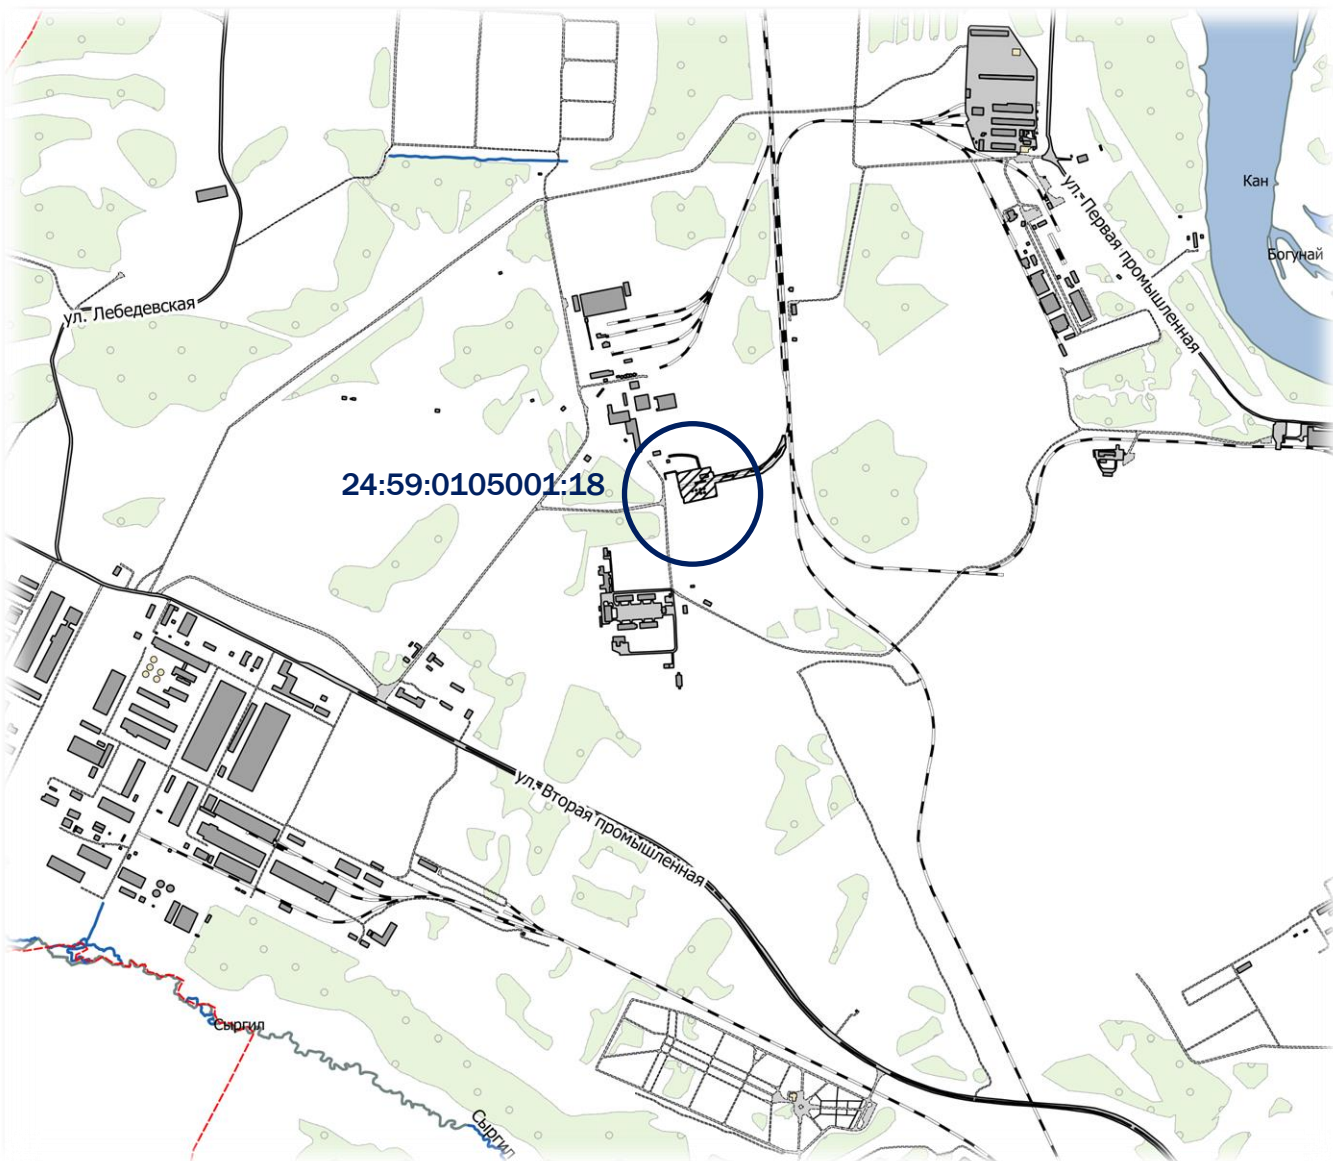 Кан
ул. Первая промышленная
Богунай
ул. Лебедевская
24:59:0105001:18
ул. Вторая промышленная
Сыргил
Сыргил